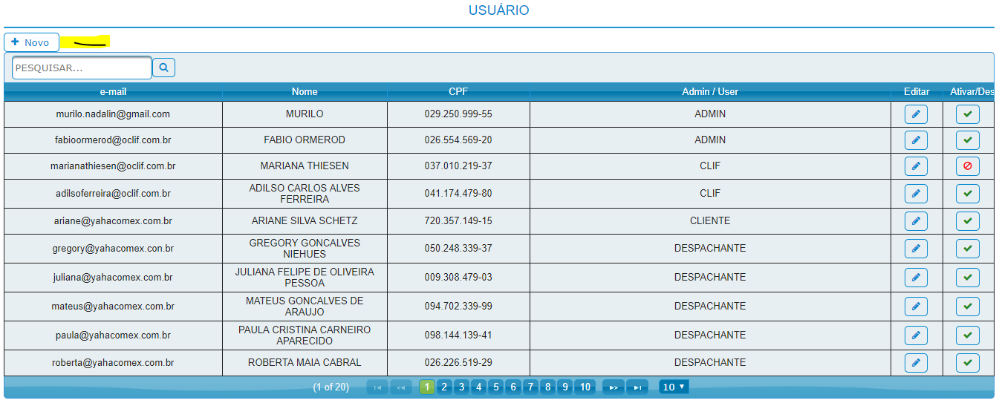 USUÁRIO
Novo
PESQUISAR...
e-mail Nome CPF Admin / User Editar Ativar/Des
murilo.nadalin@gmail.com MURILO 029.250.999-55 ADMIN
fabioormerod@oclif.com.br FABIO ORMEROD 026.554.569-20 ADMIN
marianathiesen@oclif.com.br MARIANA THIESEN 037.010.219-37 CLIF
adilsoferreira@oclif.com.br ADILSO CARLOS ALVES FERREIRA 041.174.479-80 CLIF
ariane@yahacomex.com.br ARIANE SILVA SCHETZ 720.357.149-15 CLIENTE
gregory@yahacomex.con.br GREGORY GONCALVES NIEHUES 050.248.339-37 DESPACHANTE
juliana@yahacomex.com.br JULIANA FELIPE DE OLIVEIRA PESSOA 009.308.479-03 DESPACHANTE
mateus@yahacomex.com.br MATEUS GONCALVES DE ARAUJO 094.702.339-99 DESPACHANTE
paula@yahacomex.com.br PAULA CRISTINA CARNEIRO APARECIDO 098.144.139-41 DESPACHANTE
roberta@yahacomex.com.br ROBERTA MAIA CABRAL 026.226.519-29 DESPACHANTE
(1 of 20) 1 2 3 4 5 6 7 8 9 10 10